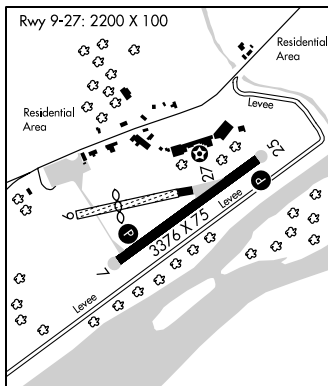 Rwy 9-27: 2200 X 100
Residential
Area
Residential
Area
Levee
25
P
27
Levee
9
P
3376 X 75
7
Levee